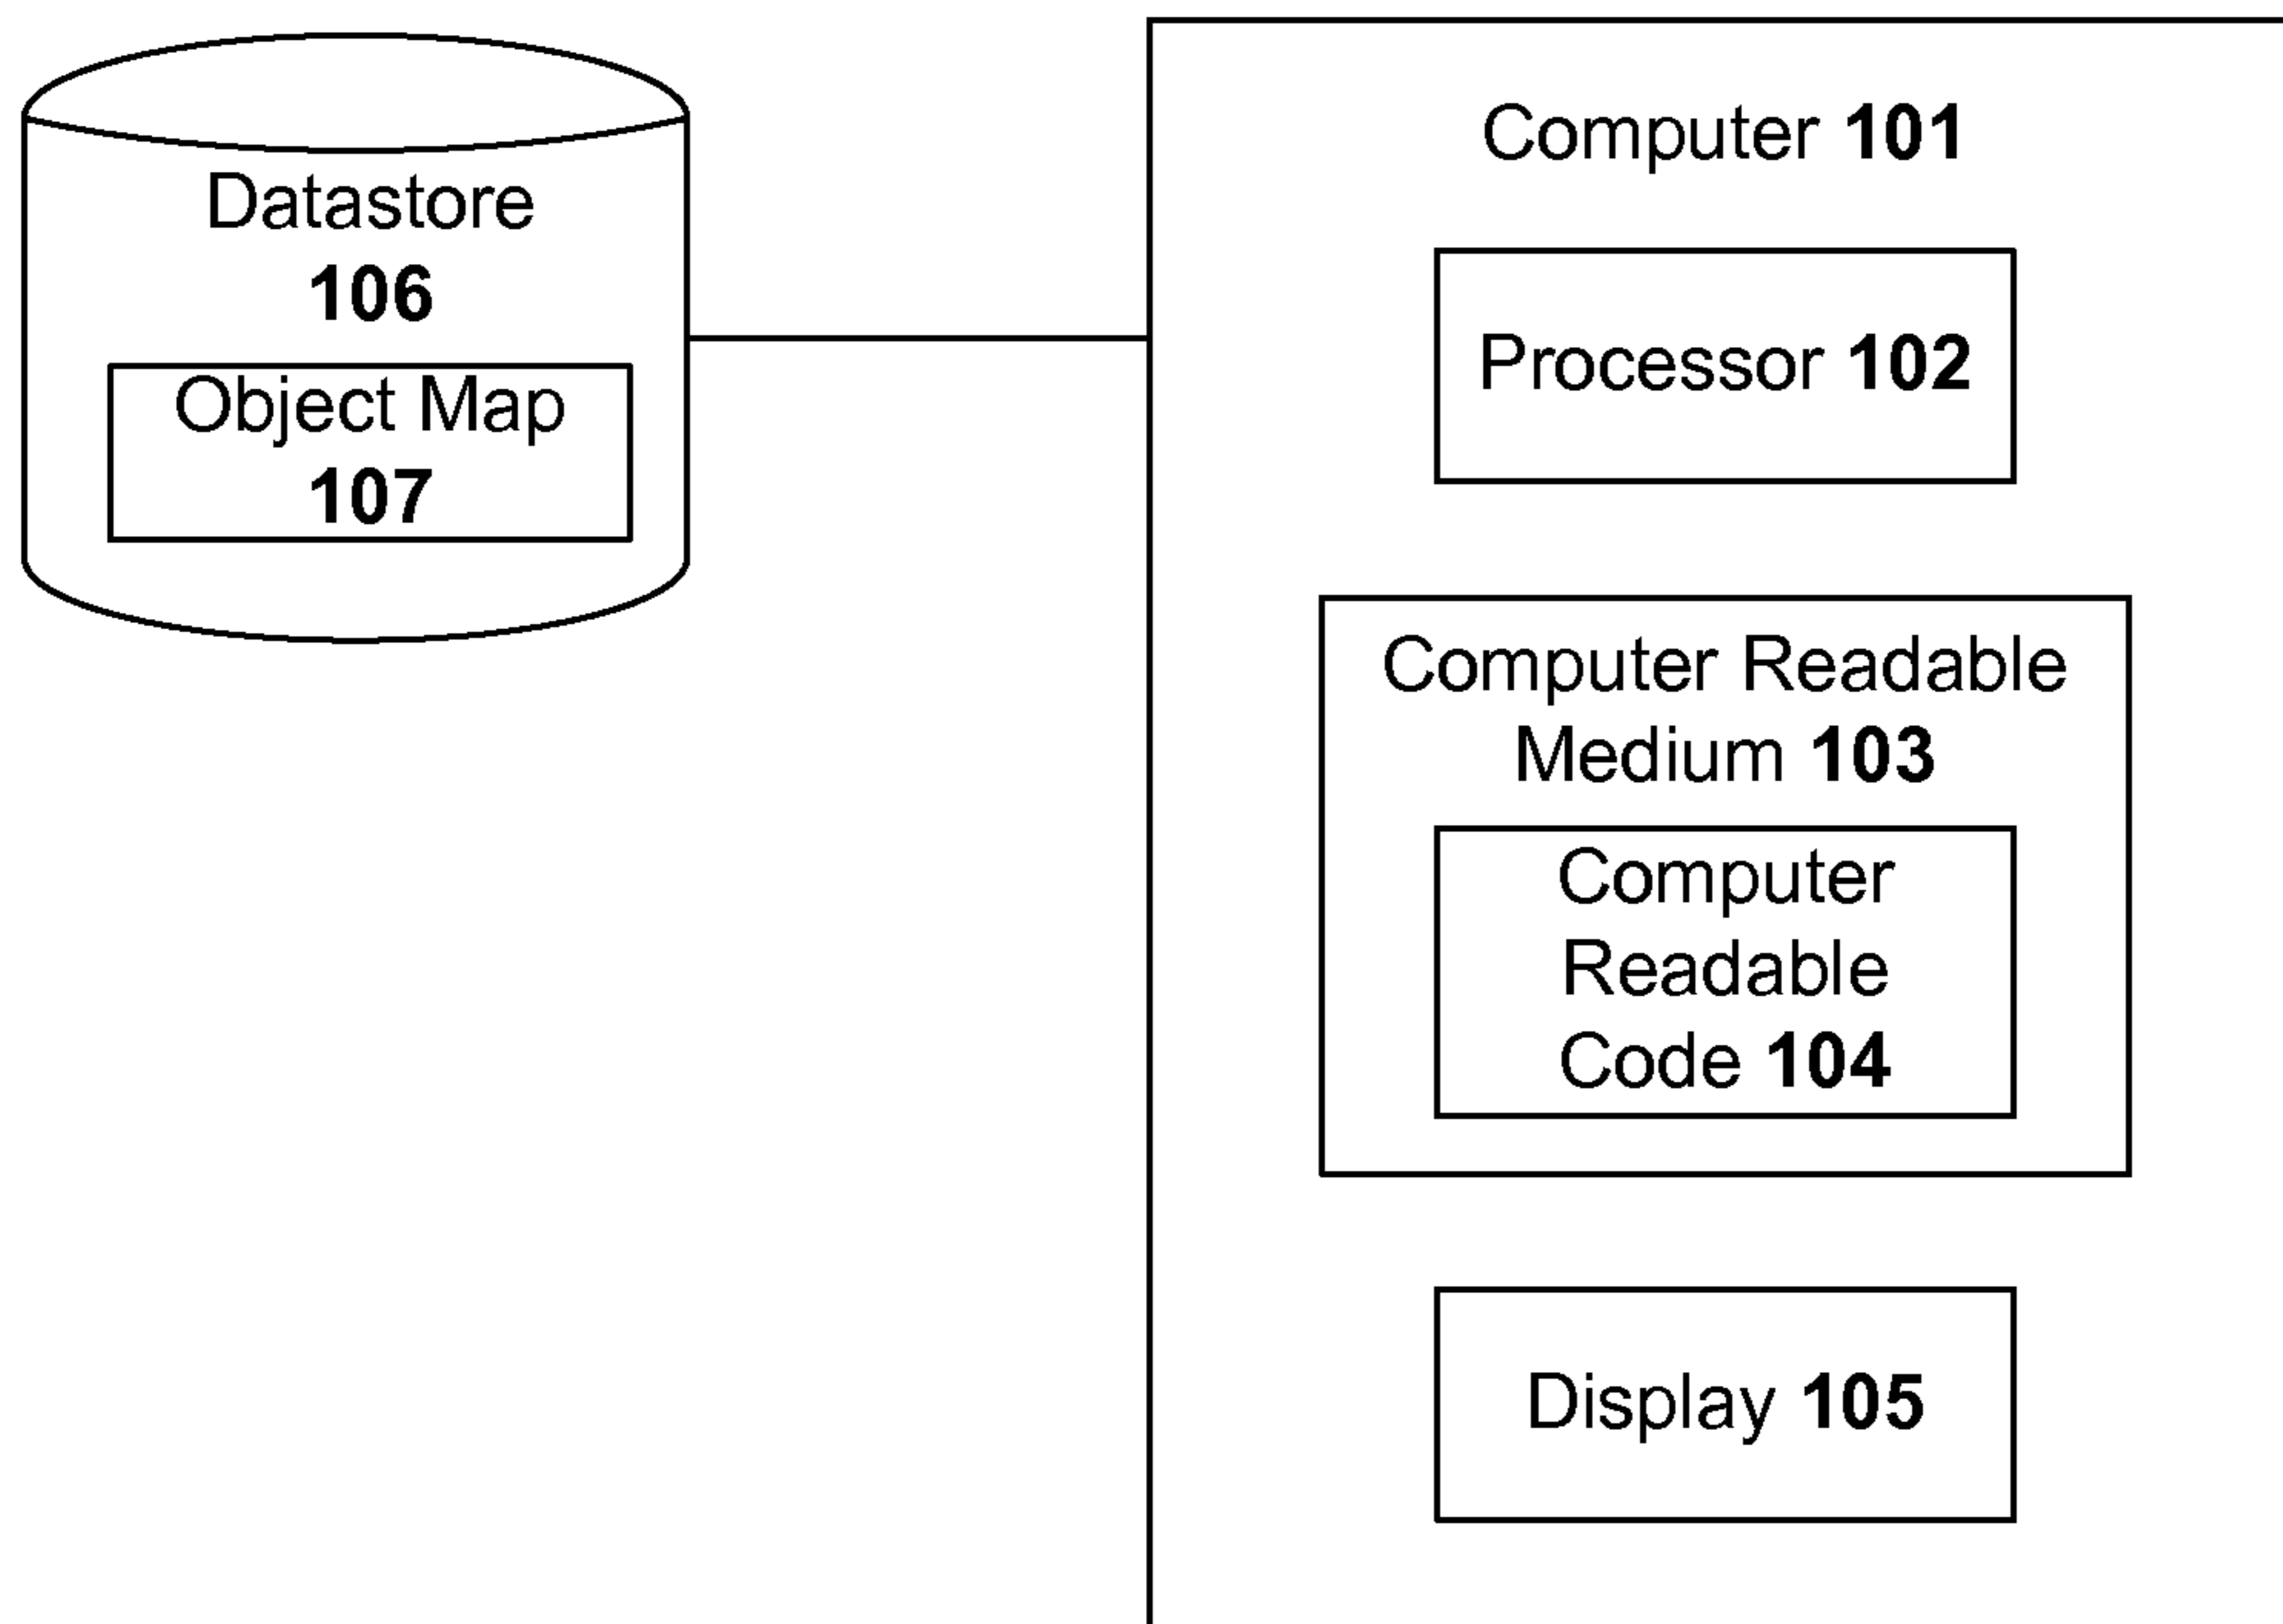 Datastore
106
Object Map
107
Computer 101
Processor 102
Computer Readable
Medium 103
Computer
Readable
Code 104
Display 105